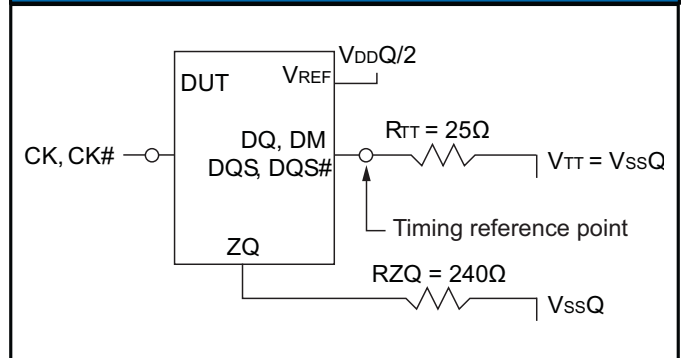 VDDQ/2
VREF
DUT
RTT = 25Ω
DQ, DM
CK, CK#
DQS, DQS#
VTT = VSSQ
Timing reference point
ZQ
RZQ = 240Ω
VSSQ